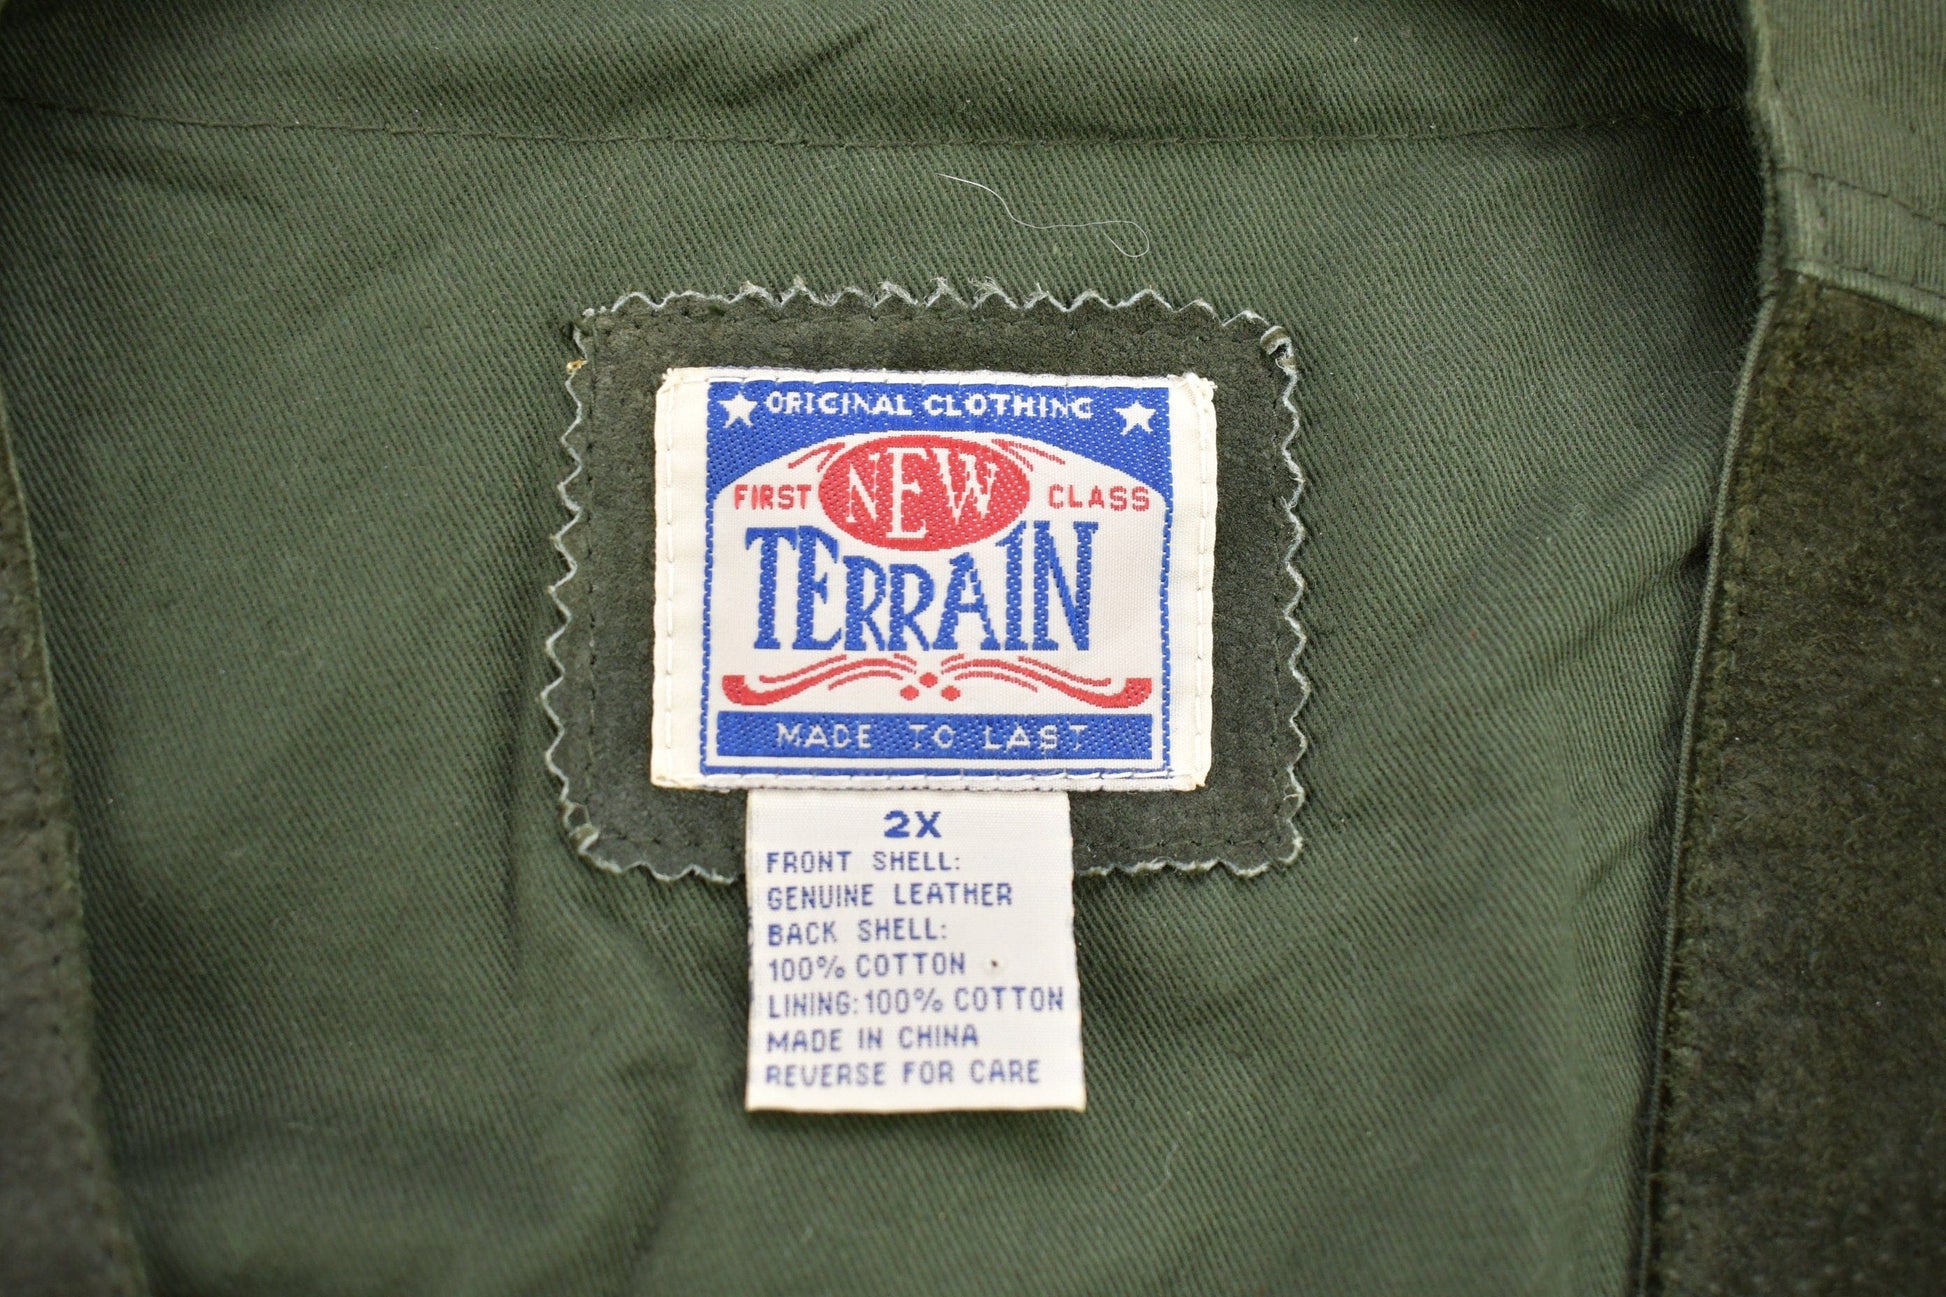 ORIGINAL CLOTHING
FIRST NEW CLASS
TERRAIN
MADE TO LAST
2X
FRONT SHELL:
GENUINE LEATHER
BACK SHELL:
100% COTTON
LINING: 100% COTTON
MADE IN CHINA
REVERSE FOR CARE